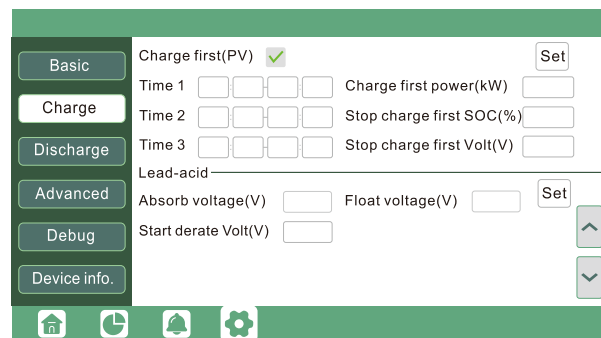 Basic
Charge
Discharge
Advanced
Debug
Device info.
Charge first(PV) Set
Time 1 Charge first power(kW)
Time 2 Stop charge first SOC(%)
Time 3 Stop charge first Volt(V)
Lead-acid
Absorb voltage(V) Float voltage(V) Set
Start derate Volt(V)